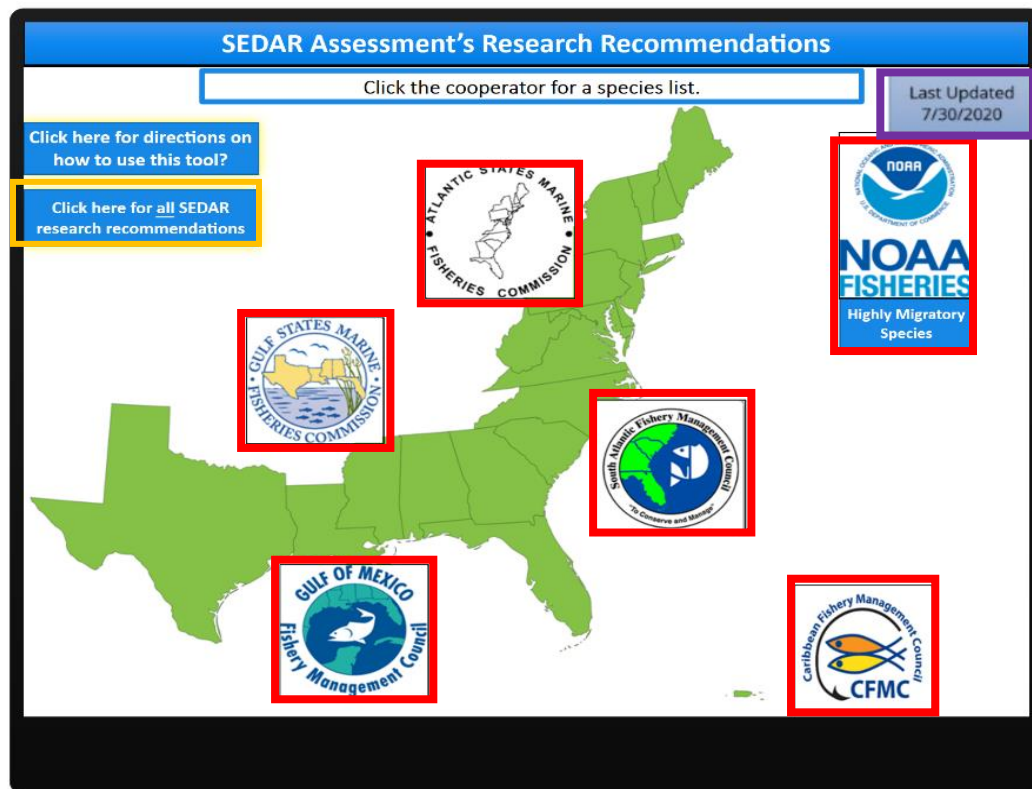 SEDAR Assessment's Research Recommendations
Click the cooperator for a species list.
Last Updated
7/30/2020
Click here for directions on
how to use this tool?
Click here for all SEDAR
research recommendations
ATLANTIC STATES MARINE
FISHERIES COMMISSION
NATIONAL OCEANIC AND ATMOSPHERIC ADMINISTRATION
NOAA
U.S. DEPARTMENT OF COMMERCE
NOAA
FISHERIES
Highly Migratory
Species
GULF STATES MARINE
FISHERIES COMMISSION
South Atlantic Fishery Management Council
"To Conserve and Manage"
GULF OF MEXICO
Fishery Management Council
Caribbean Fishery Management Council
CFMC